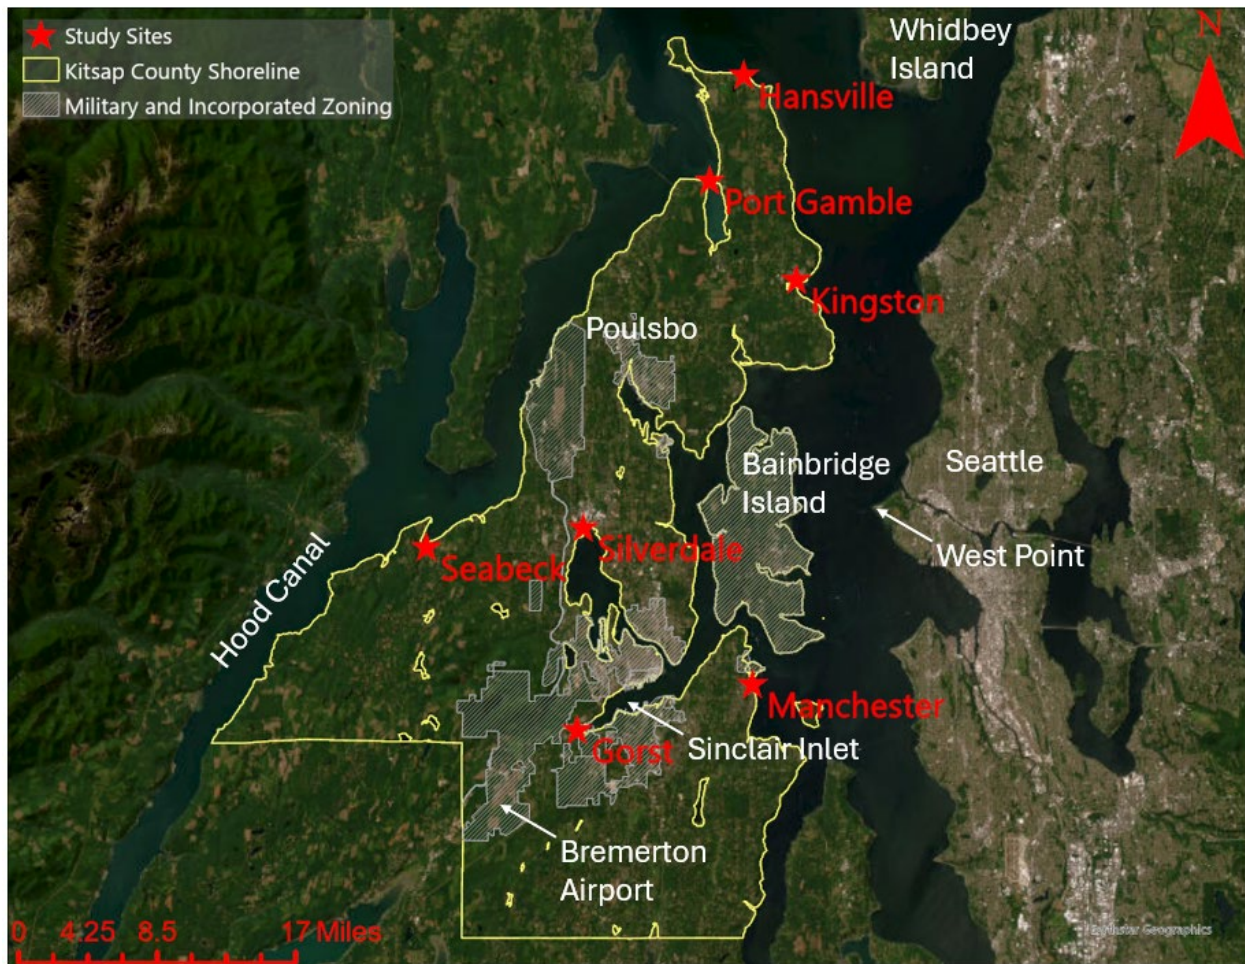 Study Sites
Kitsap County Shoreline
Military and Incorporated Zoning
Whidbey
Island
N
Hansville
Port Gamble
Kingston
Poulsbo
Bainbridge
Island
Seattle
West Point
Silverdale
Seabeck
Hood Canal
Manchester
Gorst
Sinclair Inlet
Bremerton
Airport
0 4.25 8.5 17 Miles
Earthstar Geographics